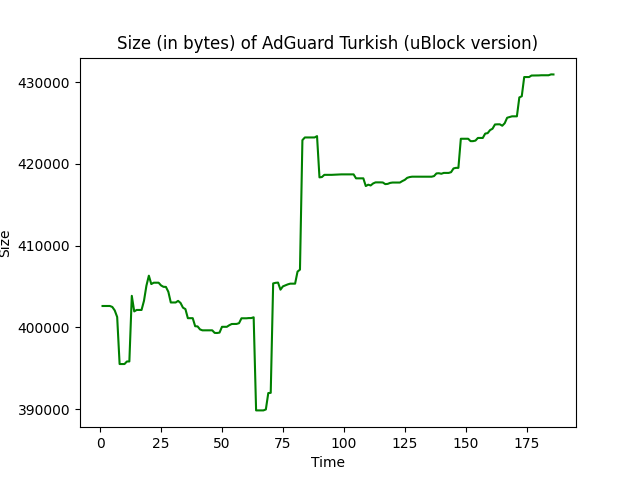 Size (in bytes) of AdGuard Turkish (uBlock version)
430000
420000
410000
400000
390000
Size
0 25 50 75 100 125 150 175
Time